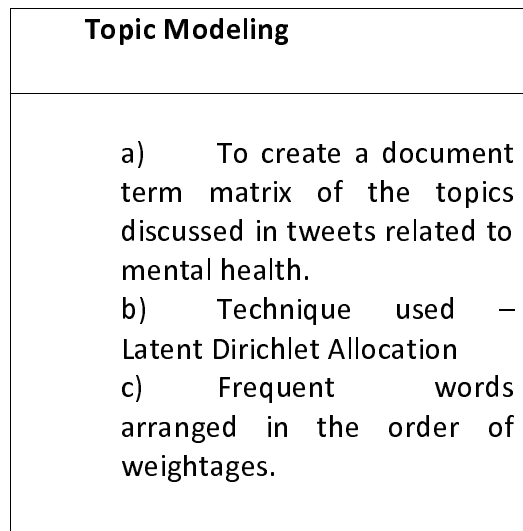 Topic Modeling
a) To create a document
term matrix of the topics
discussed in tweets related to
mental health.
b) Technique used –
Latent Dirichlet Allocation
c) Frequent words
arranged in the order of
weightages.